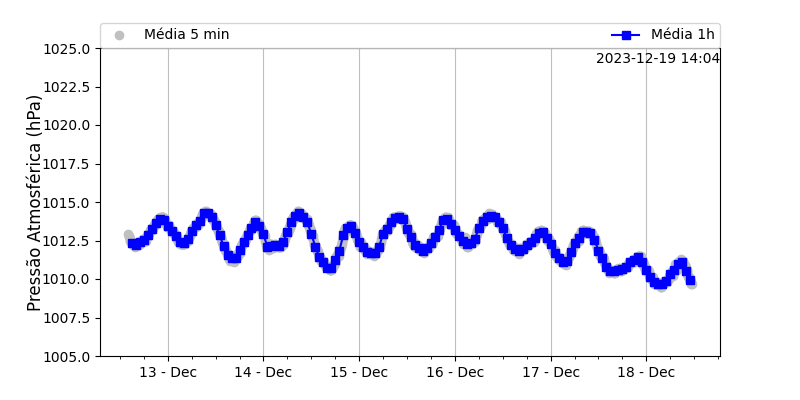 Média 5 min
Média 1h
2023-12-19 14:04
Pressão Atmosférica (hPa)
1025.0
1022.5
1020.0
1017.5
1015.0
1012.5
1010.0
1007.5
1005.0
13 - Dec
14 - Dec
15 - Dec
16 - Dec
17 - Dec
18 - Dec